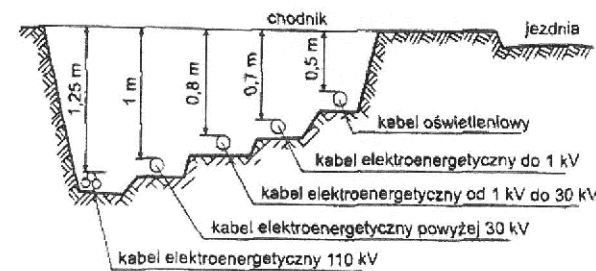 chodnik
jezdnia
1,25 m
1 m
0,8 m
0,7 m
0,5 m
kabel oświetleniowy
kabel elektroenergetyczny do 1 kV
kabel elektroenergetyczny od 1 kV do 30 kV
kabel elektroenergetyczny powyżej 30 kV
kabel elektroenergetyczny 110 kV